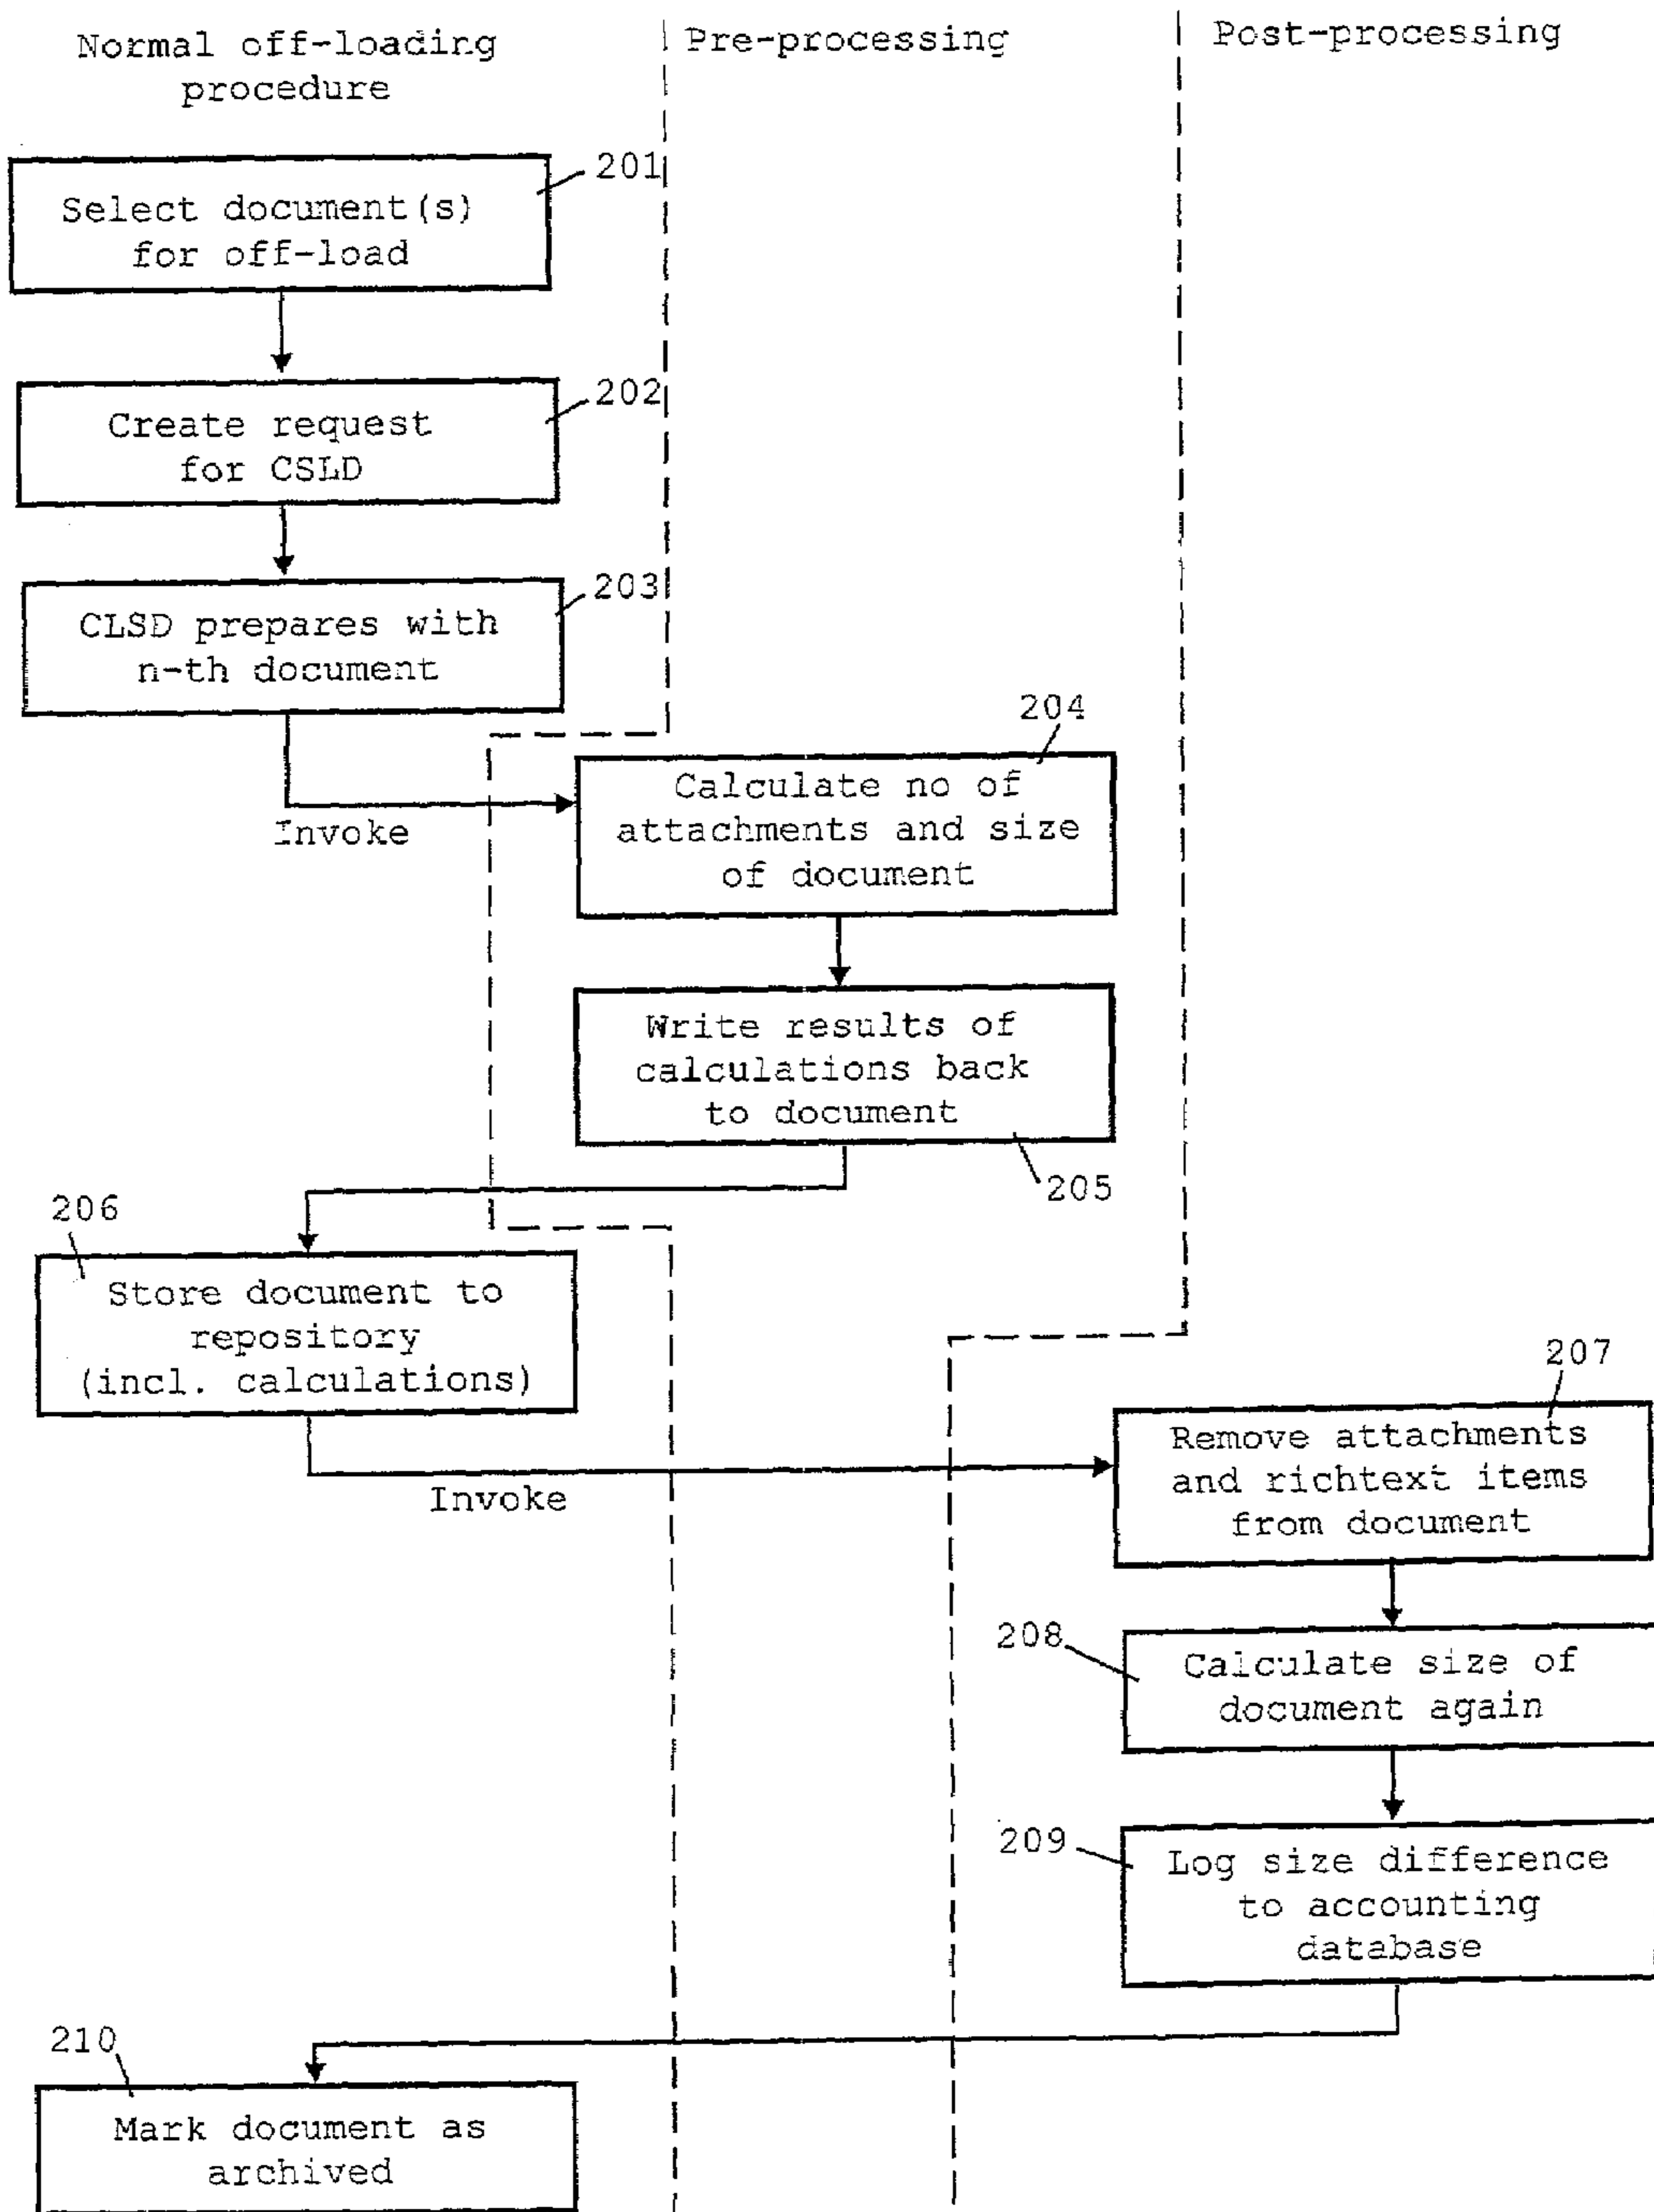 Normal off-loading
procedure
Pre-processing
Post-processing
201
Select document(s)
for off-load
202
Create request
for CSLD
203
CLSD prepares with
n-th document
Invoke
204
Calculate no of
attachments and size
of document
Write results of
calculations back
to document
205
206
Store document to
repository
(incl. calculations)
Invoke
207
Remove attachments
and richtext items
from document
208
Calculate size of
document again
209
Log size difference
to accounting
database
210
Mark document as
archived